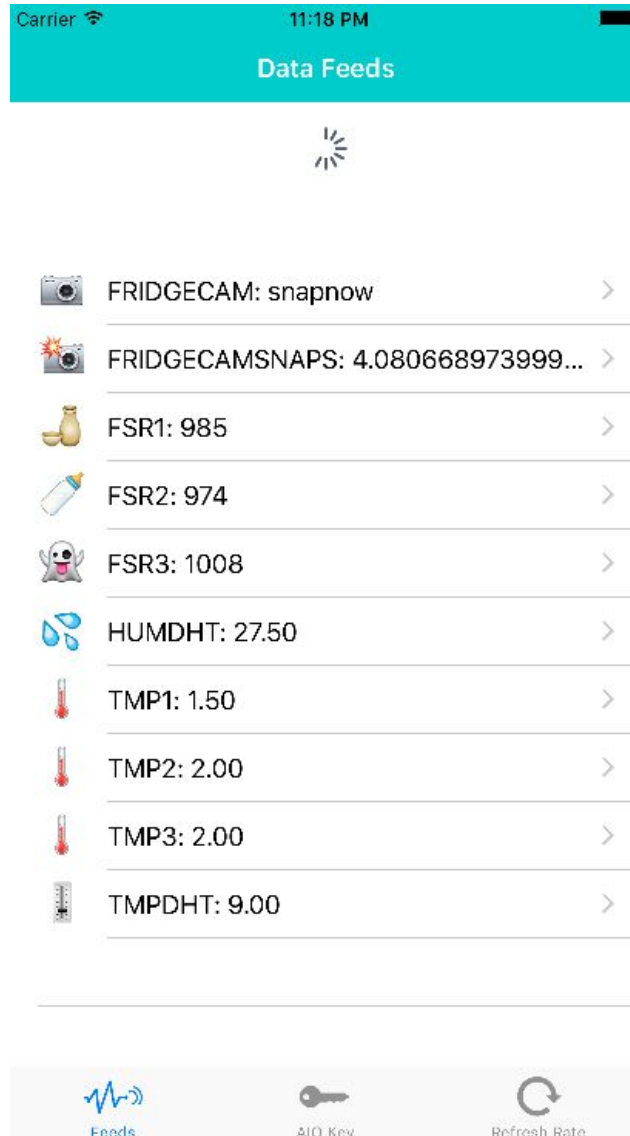 Carrier 11:18 PM
Data Feeds
FRIDGECAM: snapnow
FRIDGECAMSNAPS: 4.080668973999...
FSR1: 985
FSR2: 974
FSR3: 1008
HUMDHT: 27.50
TMP1: 1.50
TMP2: 2.00
TMP3: 2.00
TMPDHT: 9.00
Feeds AIO Key Refresh Rate